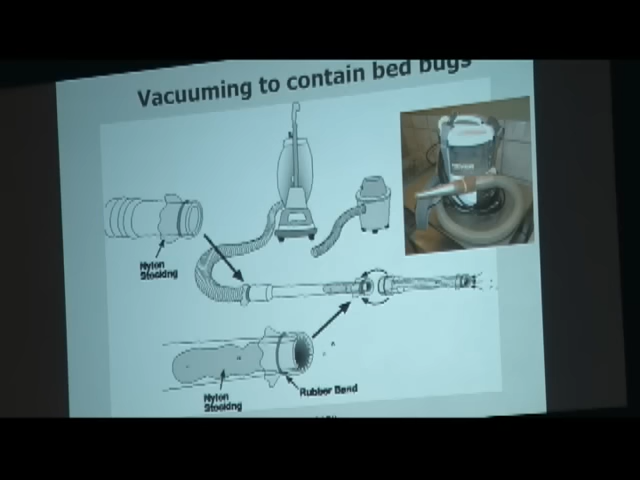 Vacuuming to contain bed bugs
Nylon
Stocking
Nylon
Stocking
Rubber Band